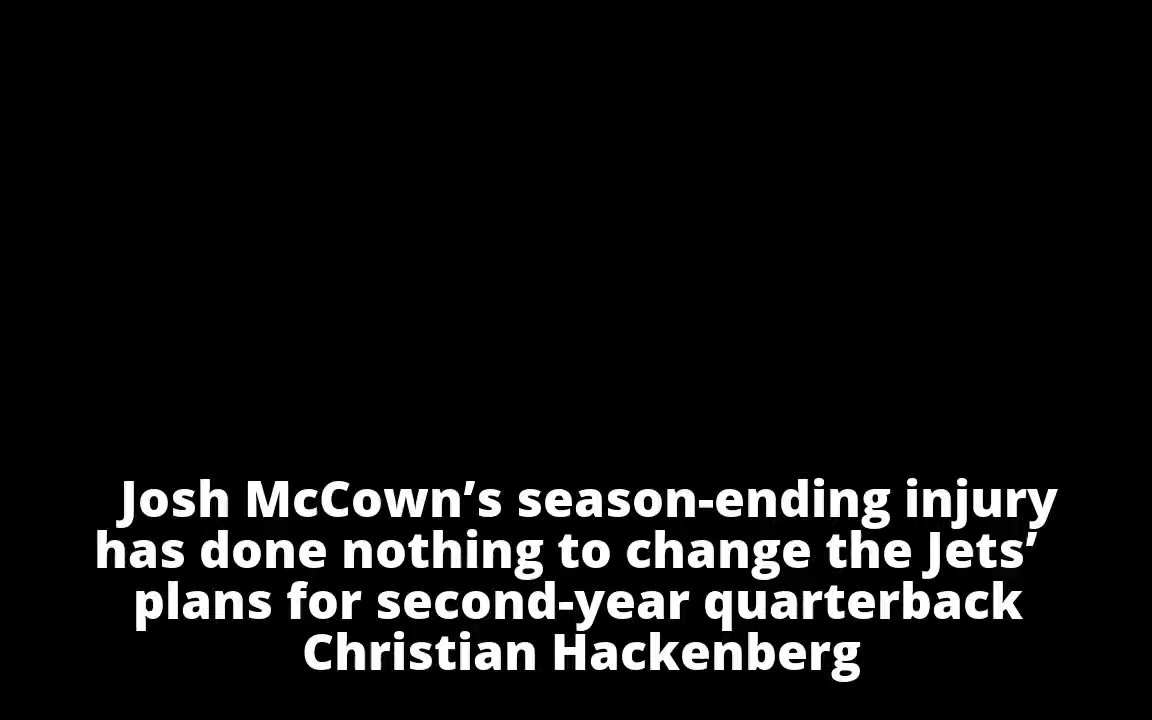 Josh McCown’s season-ending injury
has done nothing to change the Jets’
plans for second-year quarterback
Christian Hackenberg